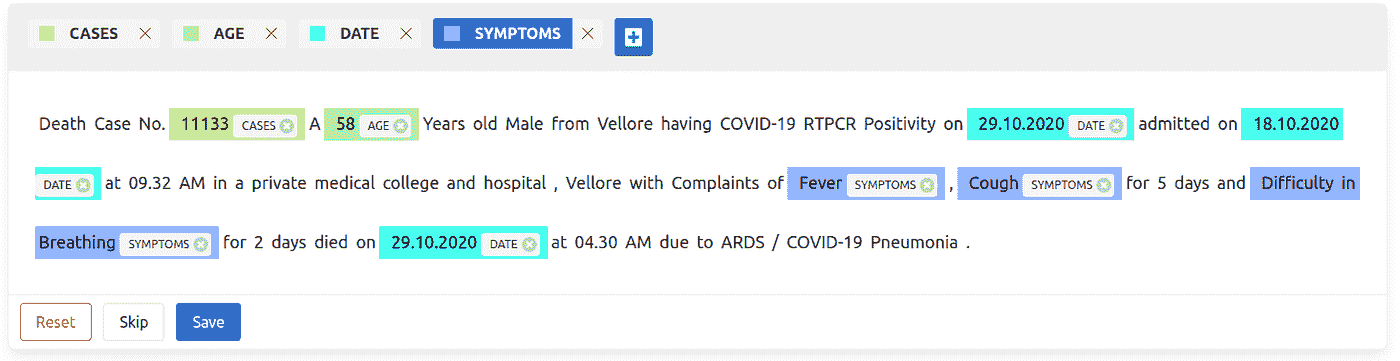 CASES AGE DATE SYMPTOMS
Death Case No. 11133 CASES A 58 AGE Years old Male from Vellore having COVID-19 RTPCR Positivity on 29.10.2020 DATE admitted on 18.10.2020
DATE at 09.32 AM in a private medical college and hospital , Vellore with Complaints of Fever SYMPTOMS , Cough SYMPTOMS for 5 days and Difficulty in
Breathing SYMPTOMS for 2 days died on 29.10.2020 DATE at 04.30 AM due to ARDS / COVID-19 Pneumonia .
Reset Skip Save